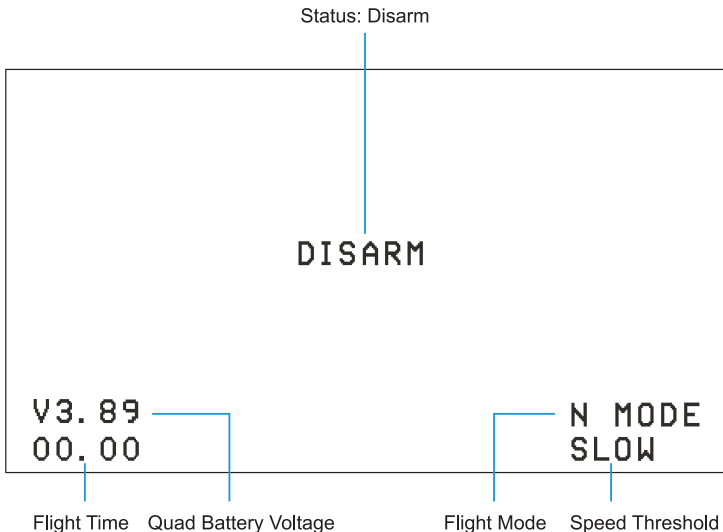 Status: Disarm
DISARM
V3.89
00.00
N MODE
SLOW
Flight Time
Quad Battery Voltage
Flight Mode
Speed Threshold